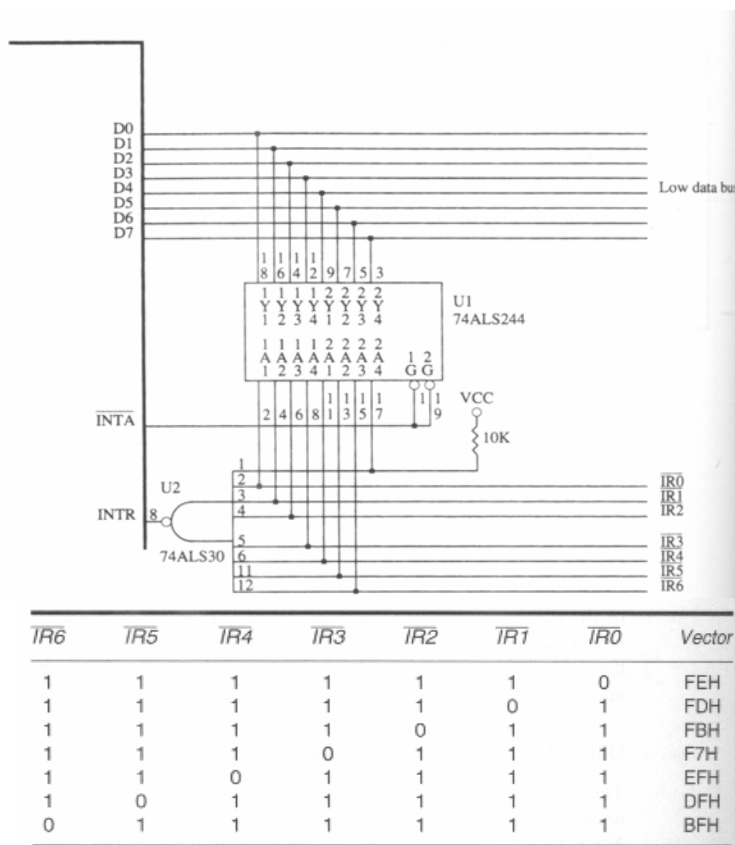 D0
D1
D2
D3
D4
D5
D6
D7
Low data bus
1 1 1 1
8 6 4 2 9 7 5 3
1 1 1 1 2 2 2 2
Y Y Y Y Y Y Y Y
1 2 3 4 1 2 3 4
U1
74ALS244
1 1 1 1 2 2 2 2
A A A A A A A A
1 2 3 4 1 2 3 4
1 2
G G
INTA
2 4 6 8 1 1 1 1 1 1
1 3 5 7 9
VCC
10K
U2
INTR
8
74ALS30
1
2
3
4
5
6
11
12
IR0
IR1
IR2
IR3
IR4
IR5
IR6
IR6 IR5 IR4 IR3 IR2 IR1 IR0 Vector
1 1 1 1 1 1 0 FEH
1 1 1 1 1 0 1 FDH
1 1 1 1 0 1 1 FBH
1 1 1 0 1 1 1 F7H
1 1 0 1 1 1 1 EFH
1 0 1 1 1 1 1 DFH
0 1 1 1 1 1 1 BFH